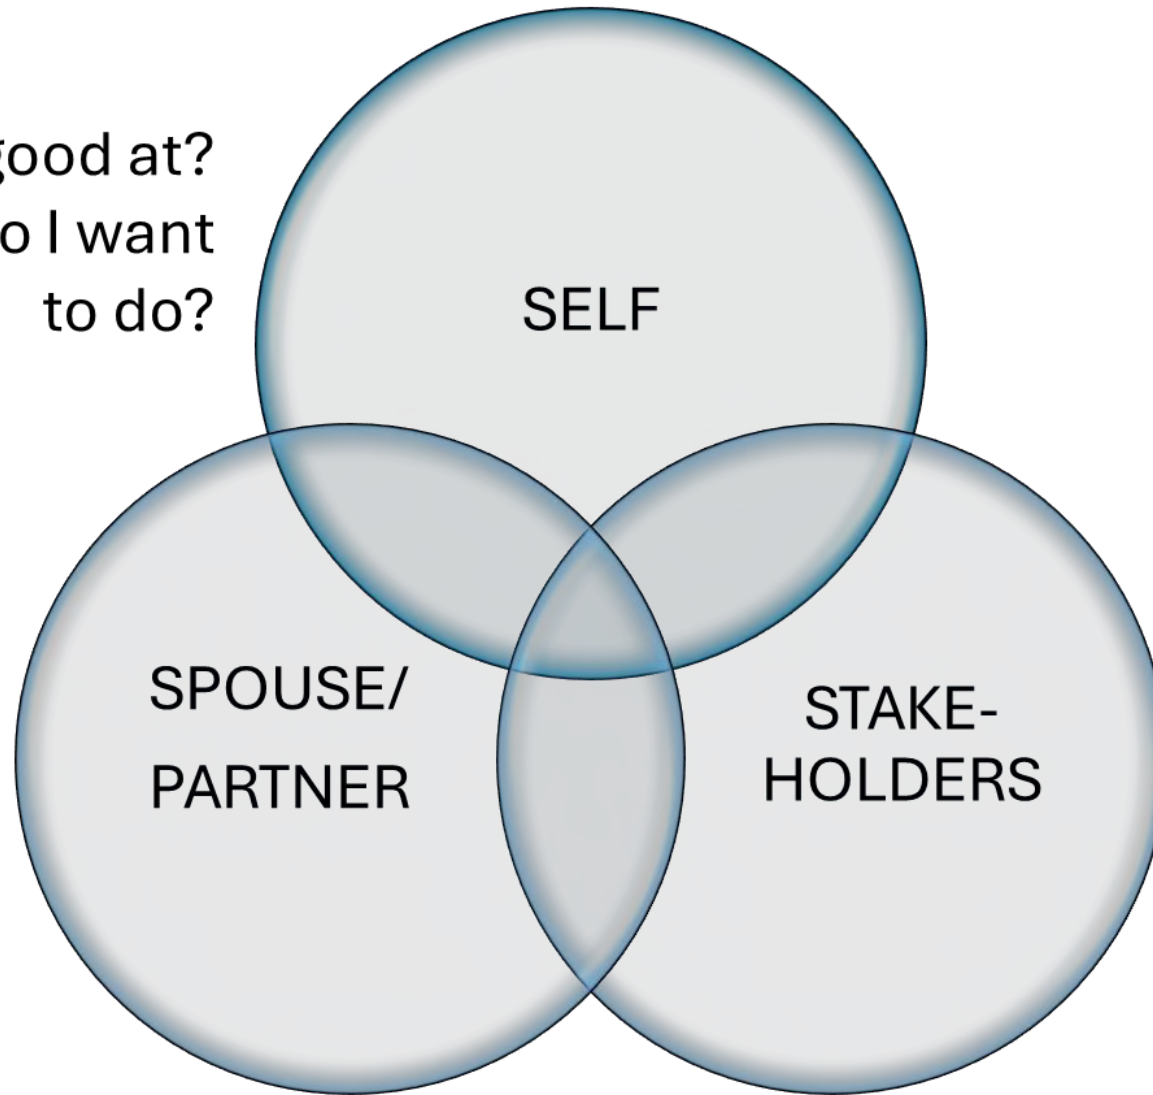 good at?
o I want
to do?
SELF
SPOUSE/
PARTNER
STAKE-
HOLDERS